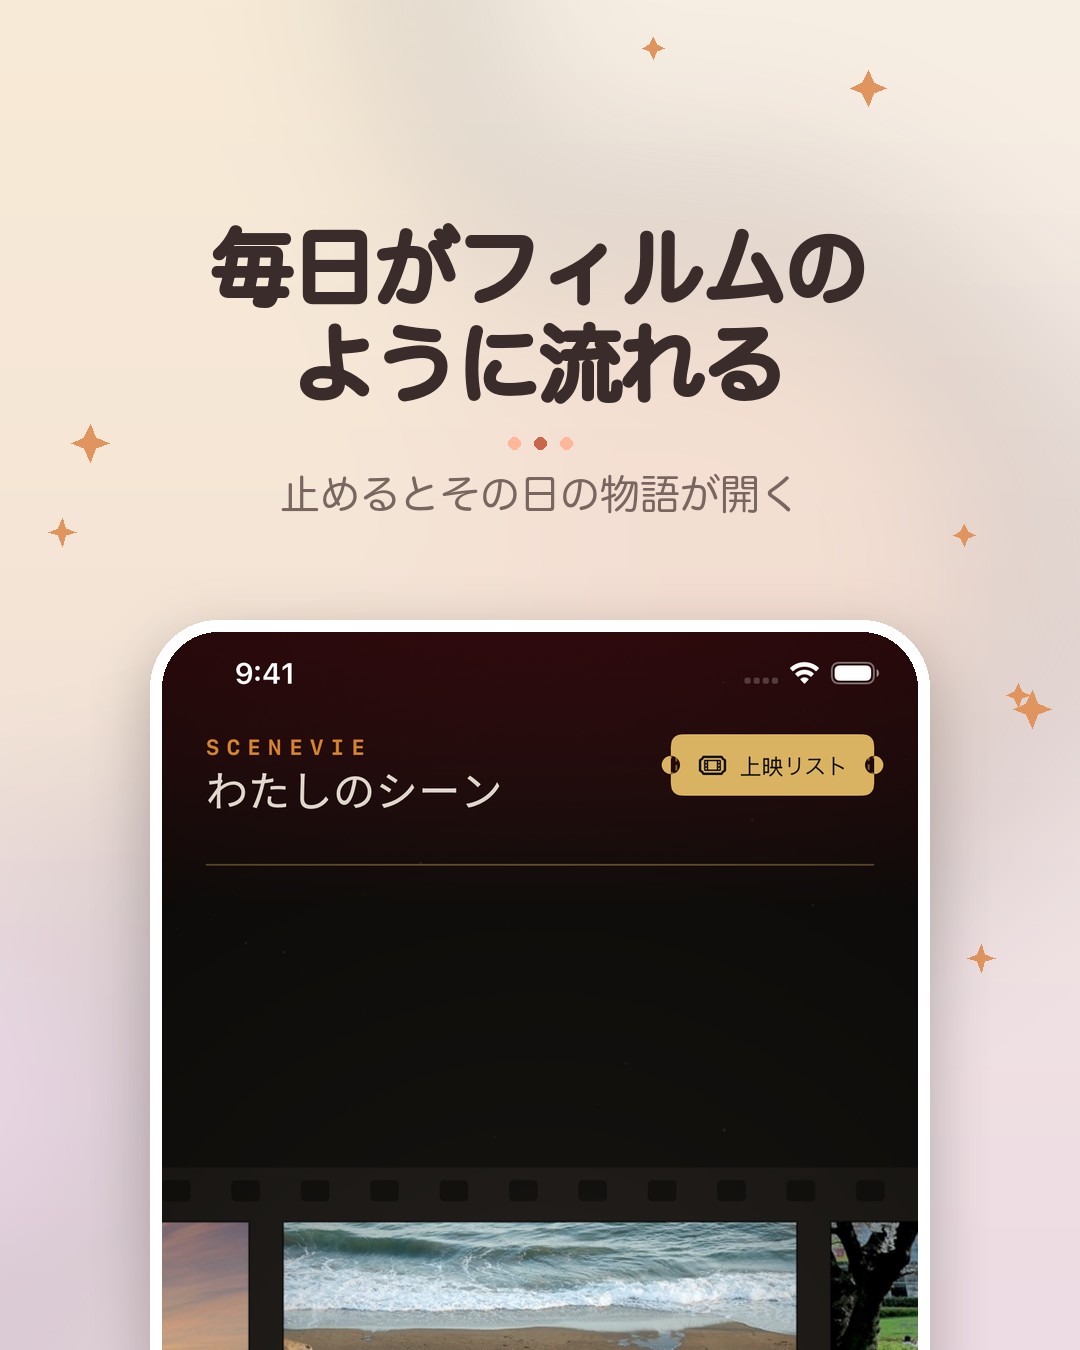 毎日がフィルムの
ように流れる
止めるとその日の物語が開く
9:41
SCENEVIE
わたしのシーン
上映リスト